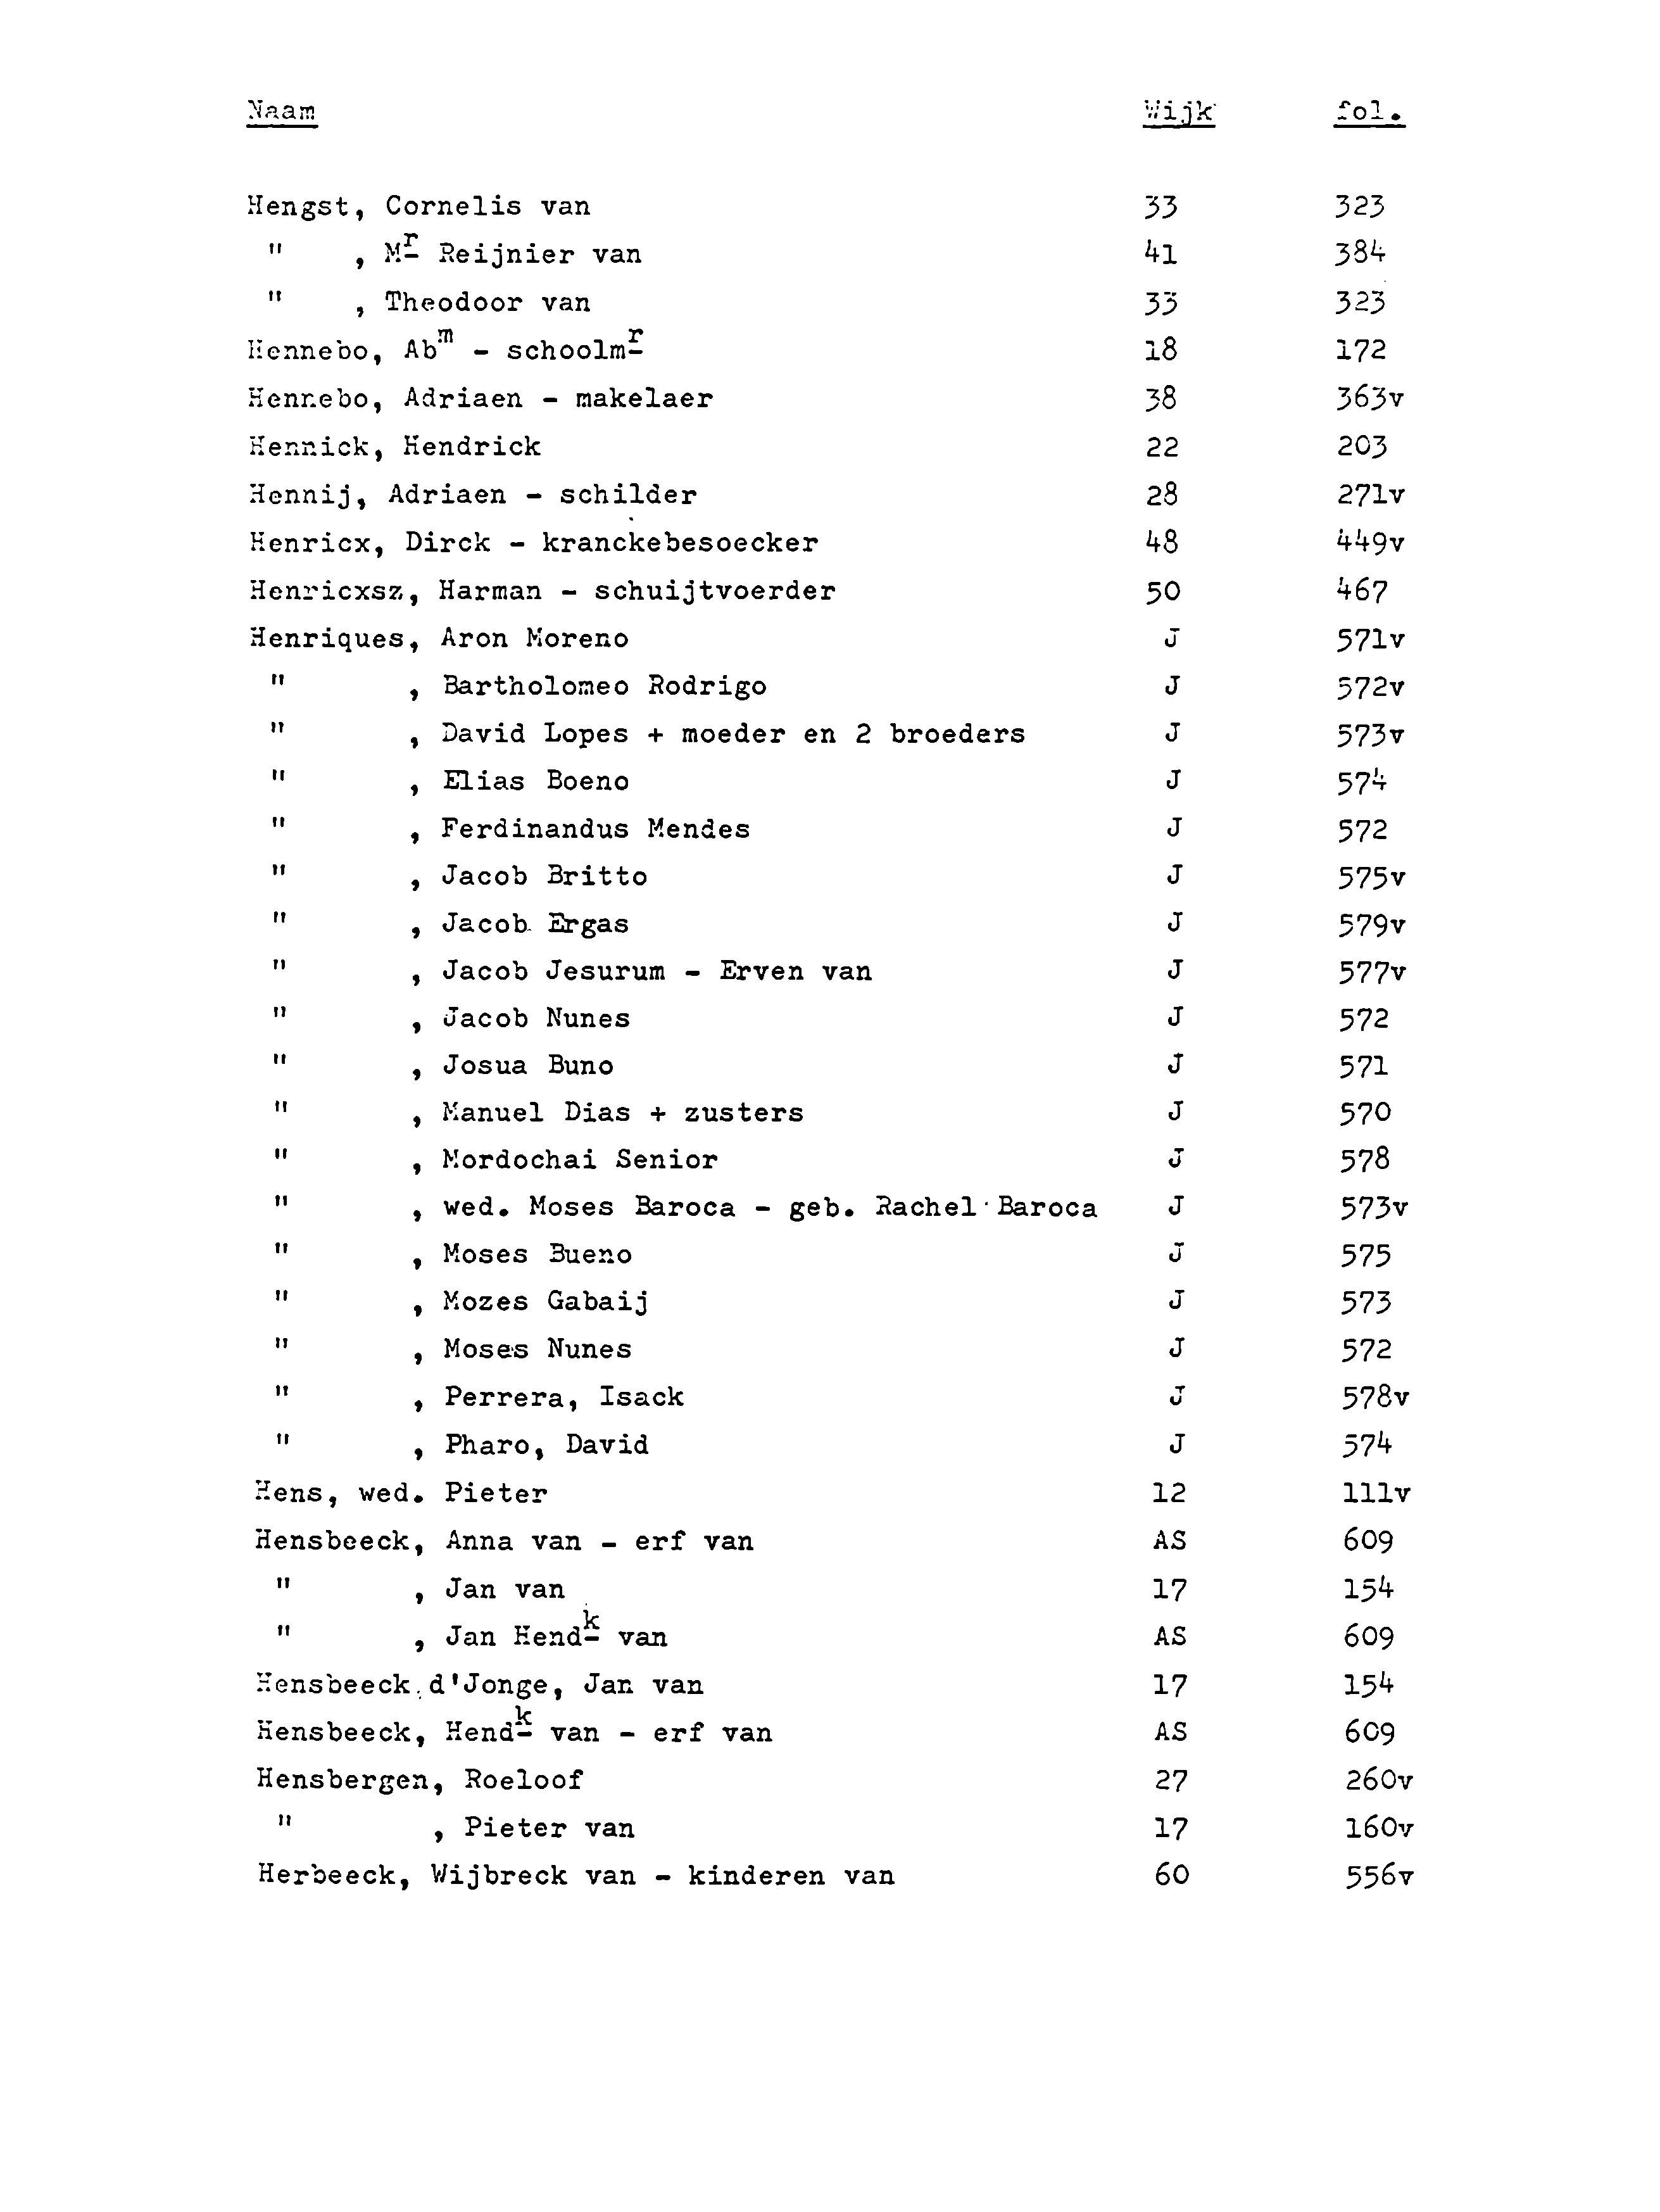 Naam Wijk fol.
Hengst, Cornelis van 33 323
" , Mr Reijnier van 41 384
" , Theodoor van 33 323
Hennebo, Abm - schoolmr 18 172
Hennebo, Adriaen - makelaer 38 363v
Hennick, Hendrick 22 203
Hennij, Adriaen - schilder 28 271v
Henricx, Dirck - kranckebesoecker 48 449v
Henricxsz, Harman - schuijtvoerder 50 467
Henriques, Aron Moreno J 571v
" , Bartholomeo Rodrigo J 572v
" , David Lopes + moeder en 2 broeders J 573v
" , Elias Boeno J 574
" , Ferdinandus Mendes J 572
" , Jacob Britto J 575v
" , Jacob Ergas J 579v
" , Jacob Jesurum - Erven van J 577v
" , Jacob Nunes J 572
" , Josua Buno J 571
" , Manuel Dias + zusters J 570
" , Mordochai Senior J 578
" , wed. Moses Baroca - geb. Rachel Baroca J 573v
" , Moses Bueno J 575
" , Mozes Gabaij J 573
" , Moses Nunes J 572
" , Perrera, Isack J 578v
" , Pharo, David J 574
Hens, wed. Pieter 12 111v
Hensbeeck, Anna van - erf van AS 609
" , Jan van 17 154
" , Jan Hendk van AS 609
Hensbeeck d'Jonge, Jan van 17 154
Hensbeeck, Hendk van - erf van AS 609
Hensbergen, Roeloof 27 260v
" , Pieter van 17 160v
Herbeeck, Wijbreck van - kinderen van 60 556v